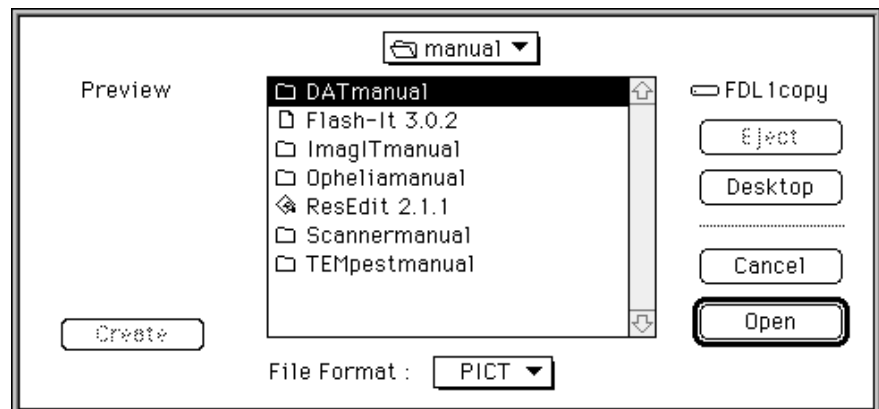 manual
Preview
DATmanual
Flash-It 3.0.2
ImagITmanual
Opheliamanual
ResEdit 2.1.1
Scannermanual
TEMpestmanual
FDL1copy
Eject
Desktop
Cancel
Open
Create
File Format : PICT